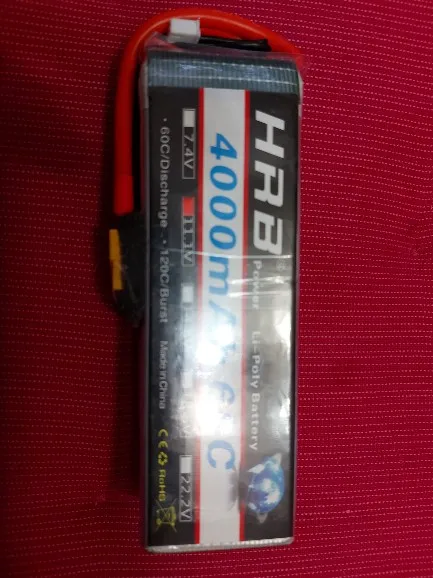 HRB
Power Li-Poly Battery
4000mAh
7.4V 11.1V 22.2V
• 60C/Discharge • 120C/Burst Made in China
CE RoHS